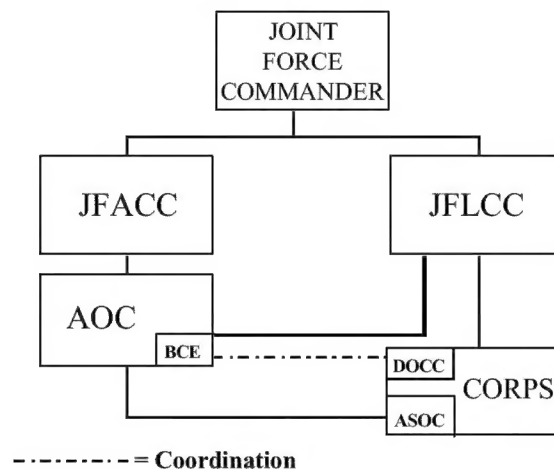 JOINT
FORCE
COMMANDER
JFACC
JFLCC
AOC
BCE
DOCC
CORPS
ASOC
= Coordination